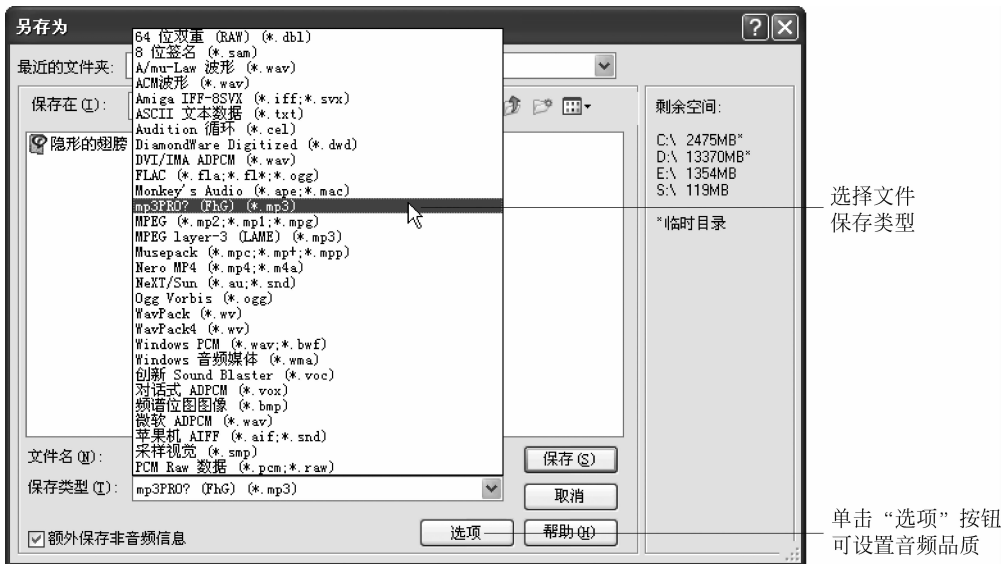 另存为
最近的文件夹:
保存在(I):
隐形的翅膀
64 位双重 (RAW) (*.dbl)
8 位签名 (*.sam)
A/mu-Law 波形 (*.wav)
ACM波形 (*.wav)
Amiga IFF-8SVX (*.iff;*.svx)
ASCII 文本数据 (*.txt)
Audition 循环 (*.cel)
DiamondWare Digitized (*.dwd)
DVI/IMA ADPCM (*.wav)
FLAC (*.fla;*.fl*;*.ogg)
Monkey's Audio (*.ape;*.mac)
mp3PRO? (FhG) (*.mp3)
MPEG (*.mp2;*.mp1;*.mpg)
MPEG layer-3 (LAME) (*.mp3)
Musepack (*.mpc;*.mp+;*.mpp)
Nero MP4 (*.mp4;*.m4a)
NeXT/Sun (*.au;*.snd)
Ogg Vorbis (*.ogg)
WavPack (*.wv)
WavPack4 (*.wv)
Windows PCM (*.wav;*.bwf)
Windows 音频媒体 (*.wma)
创新 Sound Blaster (*.voc)
对话式 ADPCM (*.vox)
频谱位图图像 (*.bmp)
微软 ADPCM (*.wav)
苹果机 AIFF (*.aif;*.snd)
采样视觉 (*.smp)
PCM Raw 数据 (*.pcm;*.raw)
文件名(N):
保存类型(T):
mp3PRO? (FhG) (*.mp3)
额外保存非音频信息
保存(S)
取消
选项
帮助(H)
剩余空间:
C:\ 2475MB*
D:\ 13370MB*
E:\ 1354MB
S:\ 119MB
*临时目录
选择文件
保存类型
单击“选项”按钮
可设置音频品质